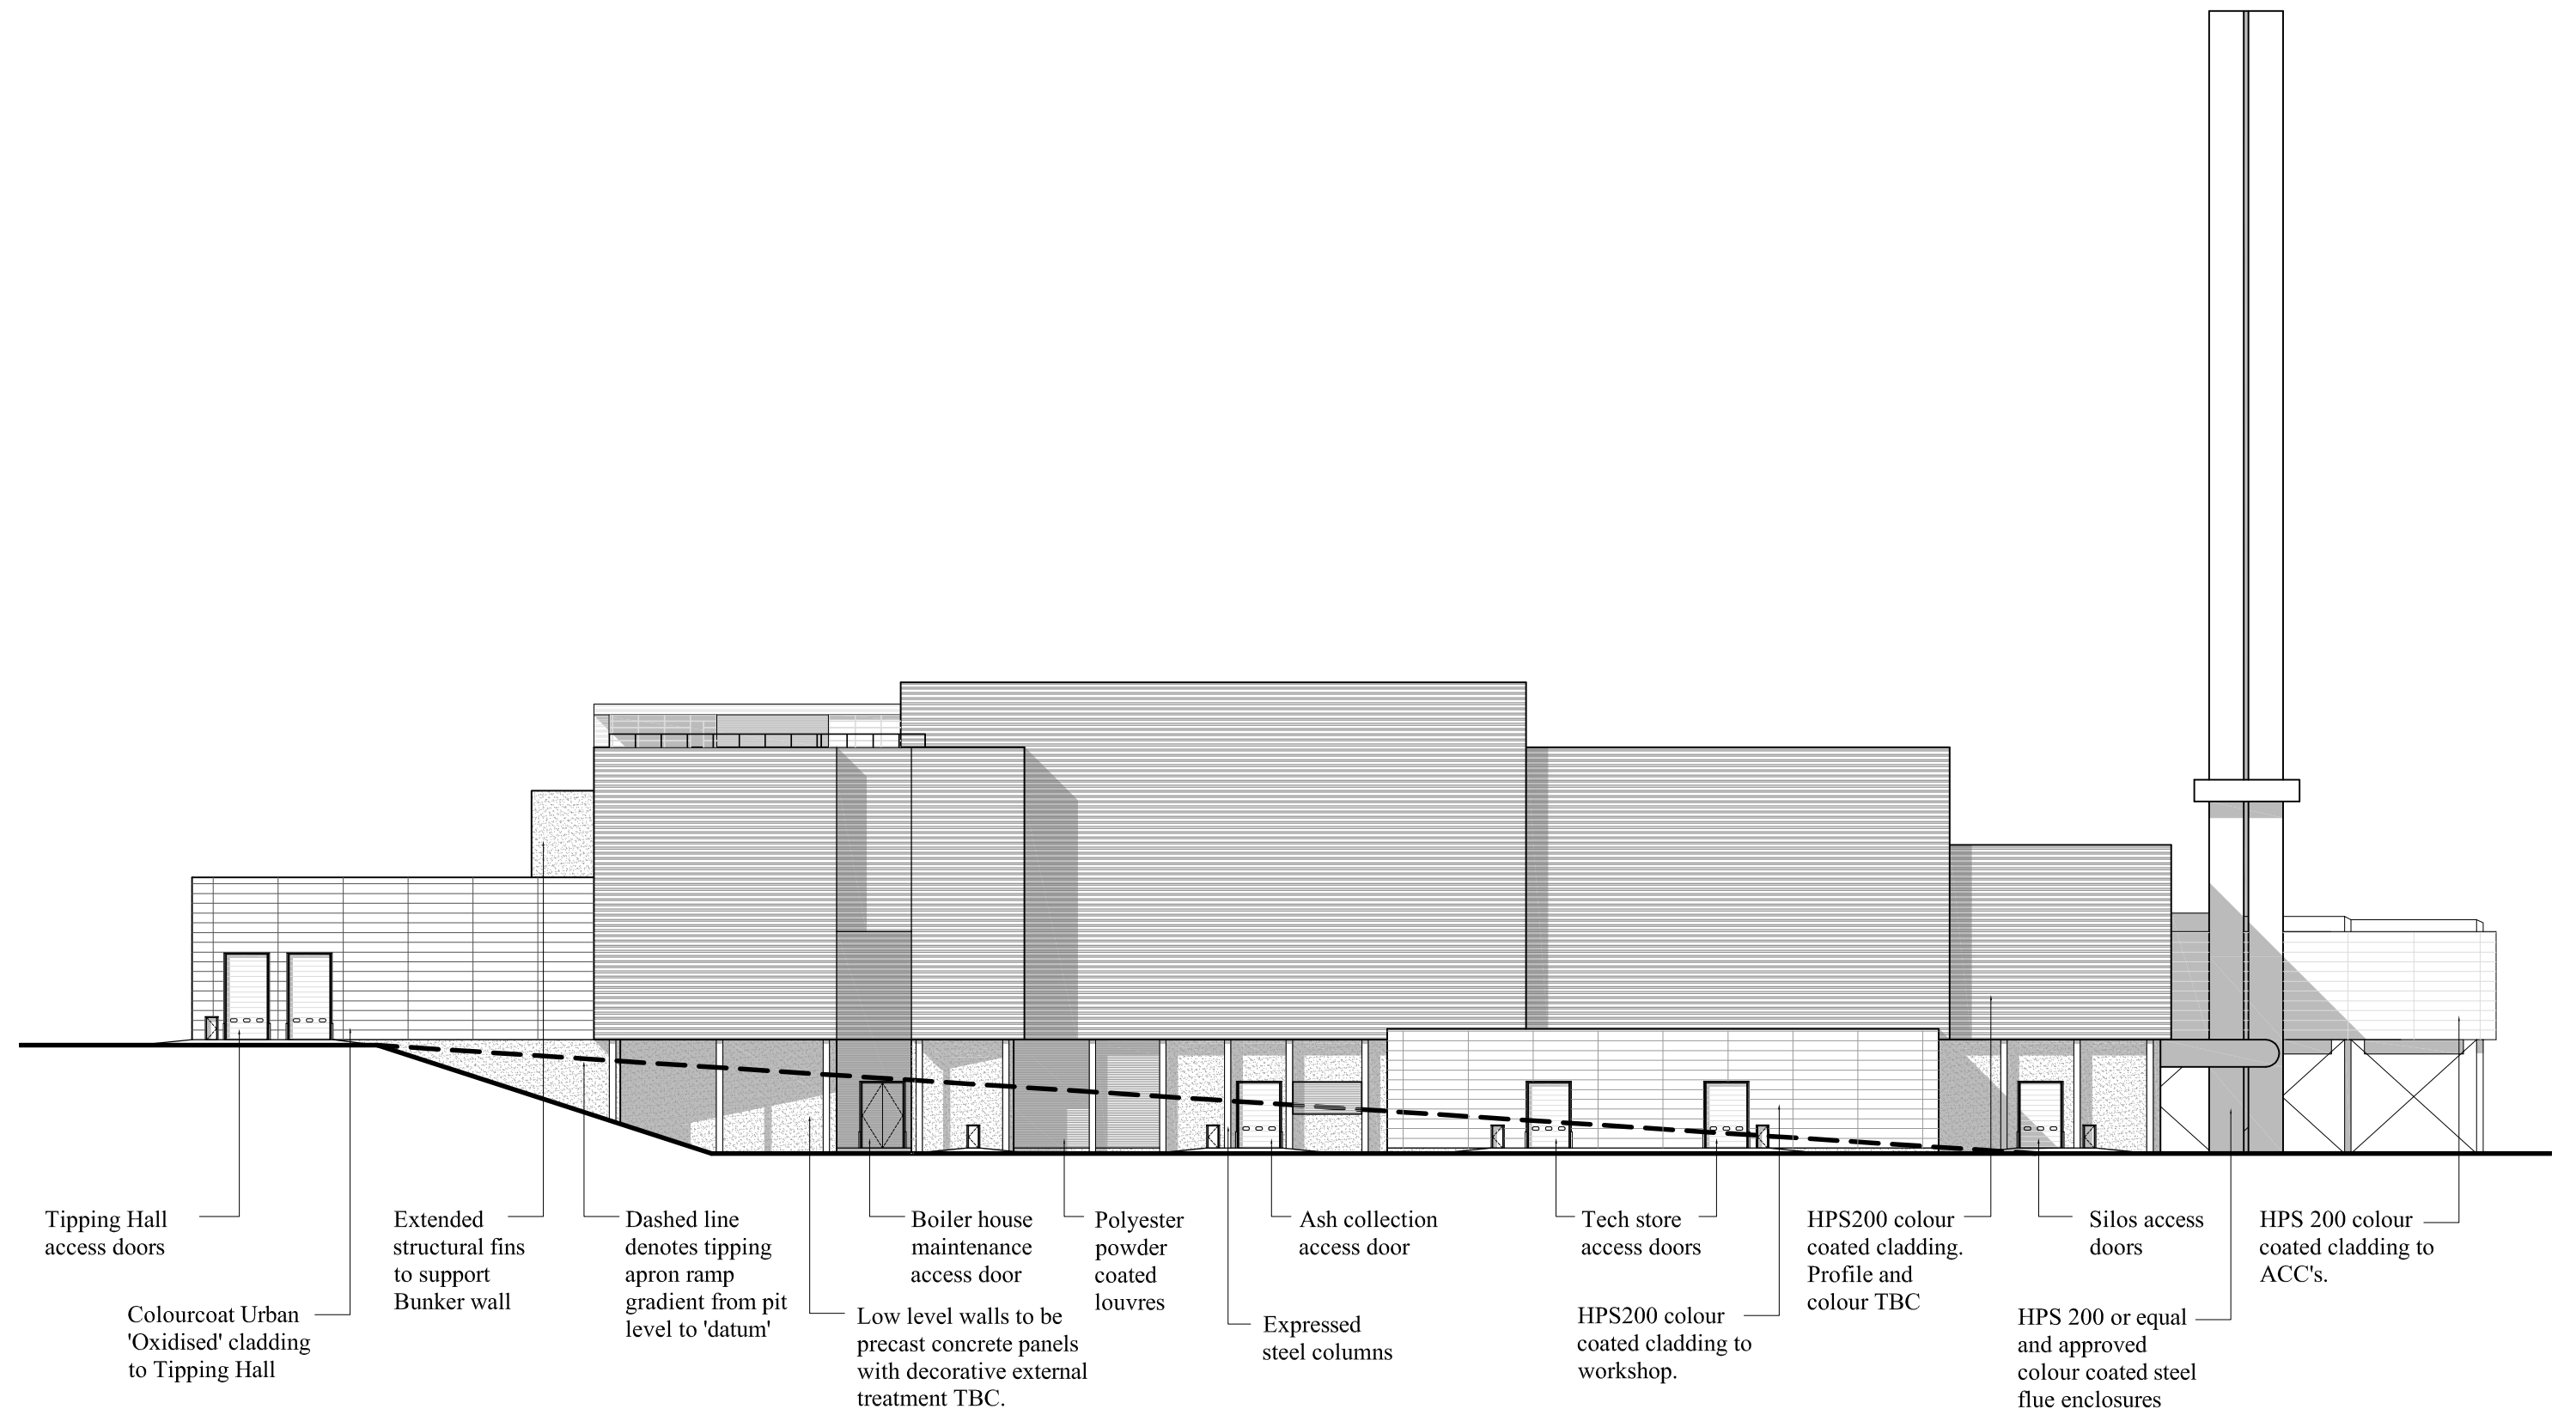 Tipping Hall
access doors
Colourcoat Urban
'Oxidised' cladding
to Tipping Hall
Extended
structural fins
to support
Bunker wall
Dashed line
denotes tipping
apron ramp
gradient from pit
level to 'datum'
Low level walls to be
precast concrete panels
with decorative external
treatment TBC.
Boiler house
maintenance
access door
Polyester
powder
coated
louvres
Expressed
steel columns
Ash collection
access door
Tech store
access doors
HPS200 colour
coated cladding to
workshop.
HPS200 colour
coated cladding.
Profile and
colour TBC
Silos access
doors
HPS 200 or equal
and approved
colour coated steel
flue enclosures
HPS 200 colour
coated cladding to
ACC's.